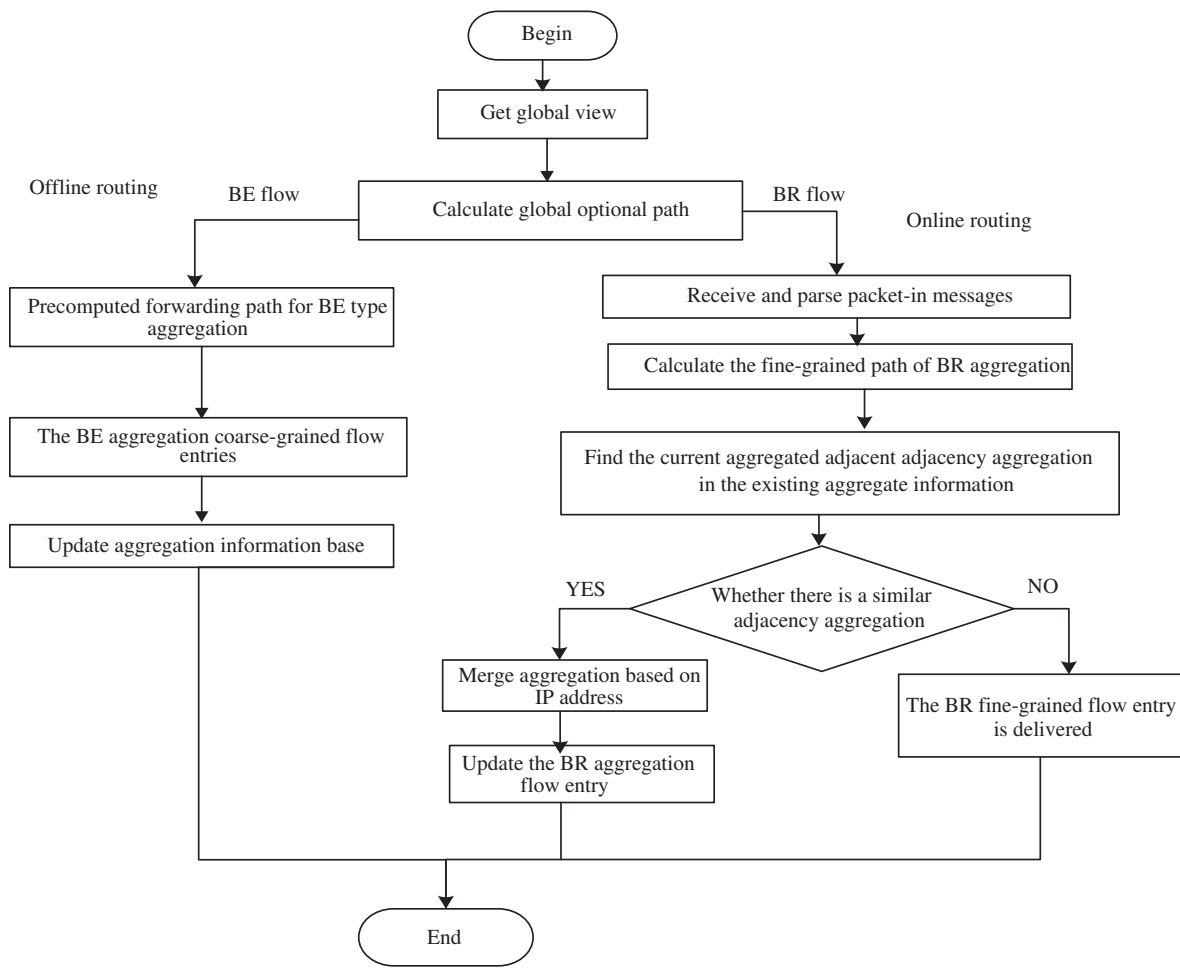 Begin
Get global view
Offline routing
BE flow
Calculate global optional path
BR flow
Online routing
Precomputed forwarding path for BE type
aggregation
Receive and parse packet-in messages
Calculate the fine-grained path of BR aggregation
The BE aggregation coarse-grained flow
entries
Find the current aggregated adjacent adjacency aggregation
in the existing aggregate information
Update aggregation information base
YES
Whether there is a similar
adjacency aggregation
NO
Merge aggregation based on
IP address
The BR fine-grained flow entry
is delivered
Update the BR aggregation
flow entry
End